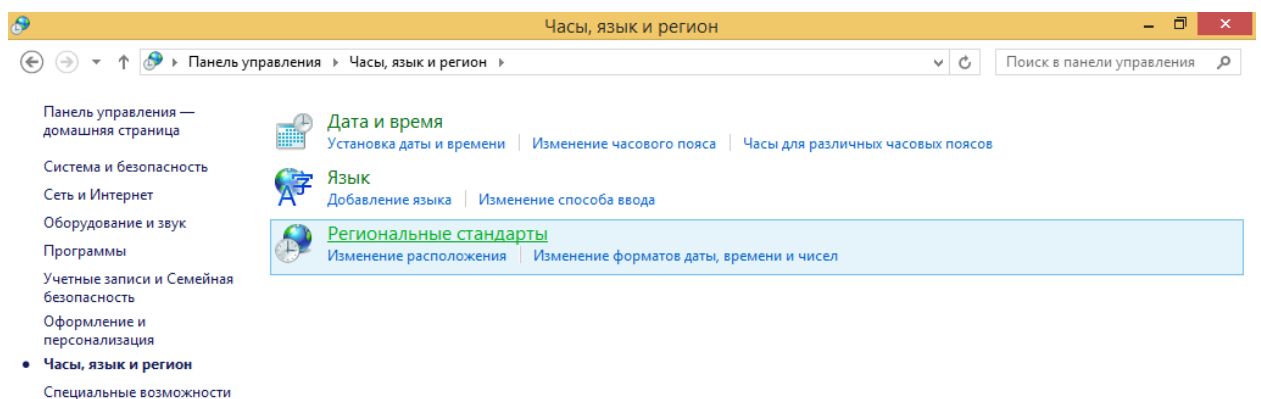 Часы, язык и регион
Панель управления Часы, язык и регион Поиск в панели управления
Панель управления —
домашняя страница
Система и безопасность
Сеть и Интернет
Оборудование и звук
Программы
Учетные записи и Семейная
безопасность
Оформление и
персонализация
Часы, язык и регион
Специальные возможности
Дата и время
Установка даты и времени Изменение часового пояса Часы для различных часовых поясов
Язык
Добавление языка Изменение способа ввода
Региональные стандарты
Изменение расположения Изменение форматов даты, времени и чисел